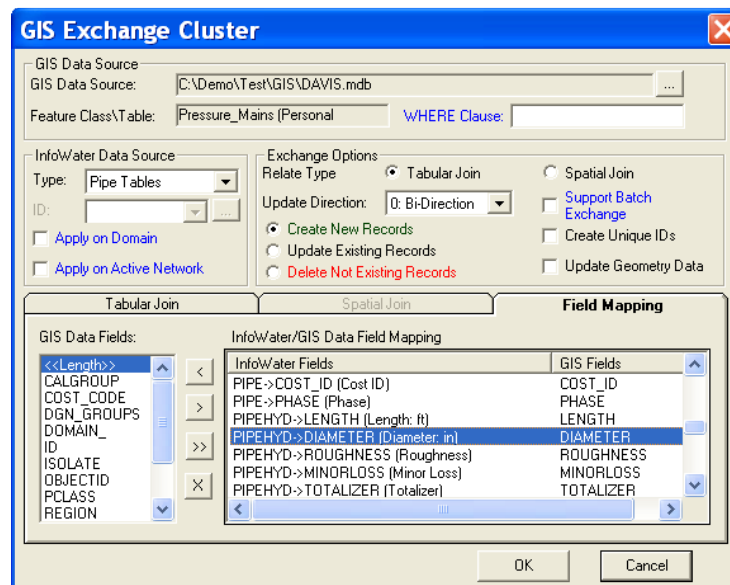 GIS Exchange Cluster
GIS Data Source
GIS Data Source: C:\Demo\Test\GIS\DAVIS.mdb ...
Feature Class\Table: Pressure_Mains (Personal WHERE Clause:
InfoWater Data Source
Type: Pipe Tables
ID: ...
Apply on Domain
Apply on Active Network
Exchange Options
Relate Type Tabular Join Spatial Join
Update Direction: 0: Bi-Direction
Support Batch
Exchange
Create New Records
Create Unique IDs
Update Existing Records
Delete Not Existing Records
Update Geometry Data
Tabular Join Spatial Join Field Mapping
GIS Data Fields:
<<Length>>
CALGROUP
COST_CODE
DGN_GROUPS
DOMAIN_
ID
ISOLATE
OBJECTID
PCLASS
REGION
<
>
>>
X
InfoWater/GIS Data Field Mapping
InfoWater Fields GIS Fields
PIPE->COST_ID (Cost ID) COST_ID
PIPE->PHASE (Phase) PHASE
PIPEHYD->LENGTH (Length: ft) LENGTH
PIPEHYD->DIAMETER (Diameter: in) DIAMETER
PIPEHYD->ROUGHNESS (Roughness) ROUGHNESS
PIPEHYD->MINORLOSS (Minor Loss) MINORLOSS
PIPEHYD->TOTALIZER (Totalizer) TOTALIZER
OK Cancel